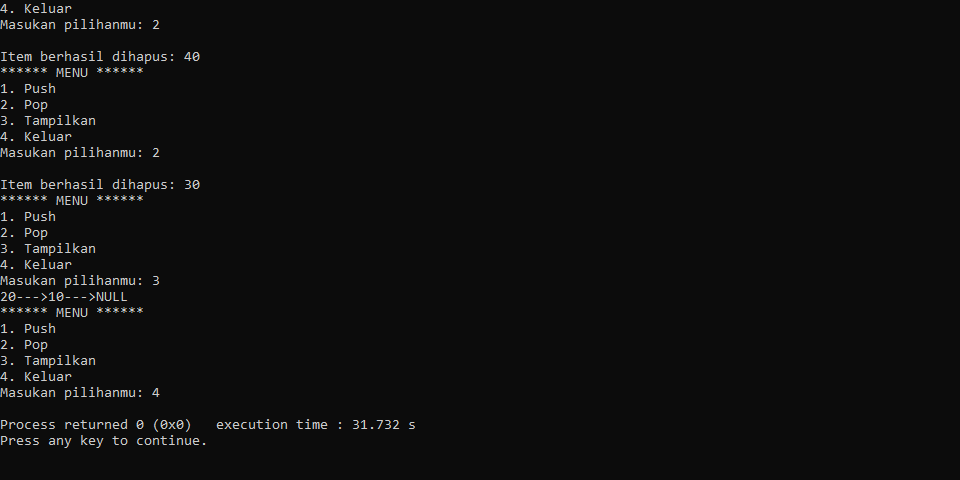 4. Keluar
Masukan pilihanmu: 2
Item berhasil dihapus: 40
****** MENU ******
1. Push
2. Pop
3. Tampilkan
4. Keluar
Masukan pilihanmu: 2
Item berhasil dihapus: 30
****** MENU ******
1. Push
2. Pop
3. Tampilkan
4. Keluar
Masukan pilihanmu: 3
20--->10--->NULL
****** MENU ******
1. Push
2. Pop
3. Tampilkan
4. Keluar
Masukan pilihanmu: 4
Process returned 0 (0x0)   execution time : 31.732 s
Press any key to continue.